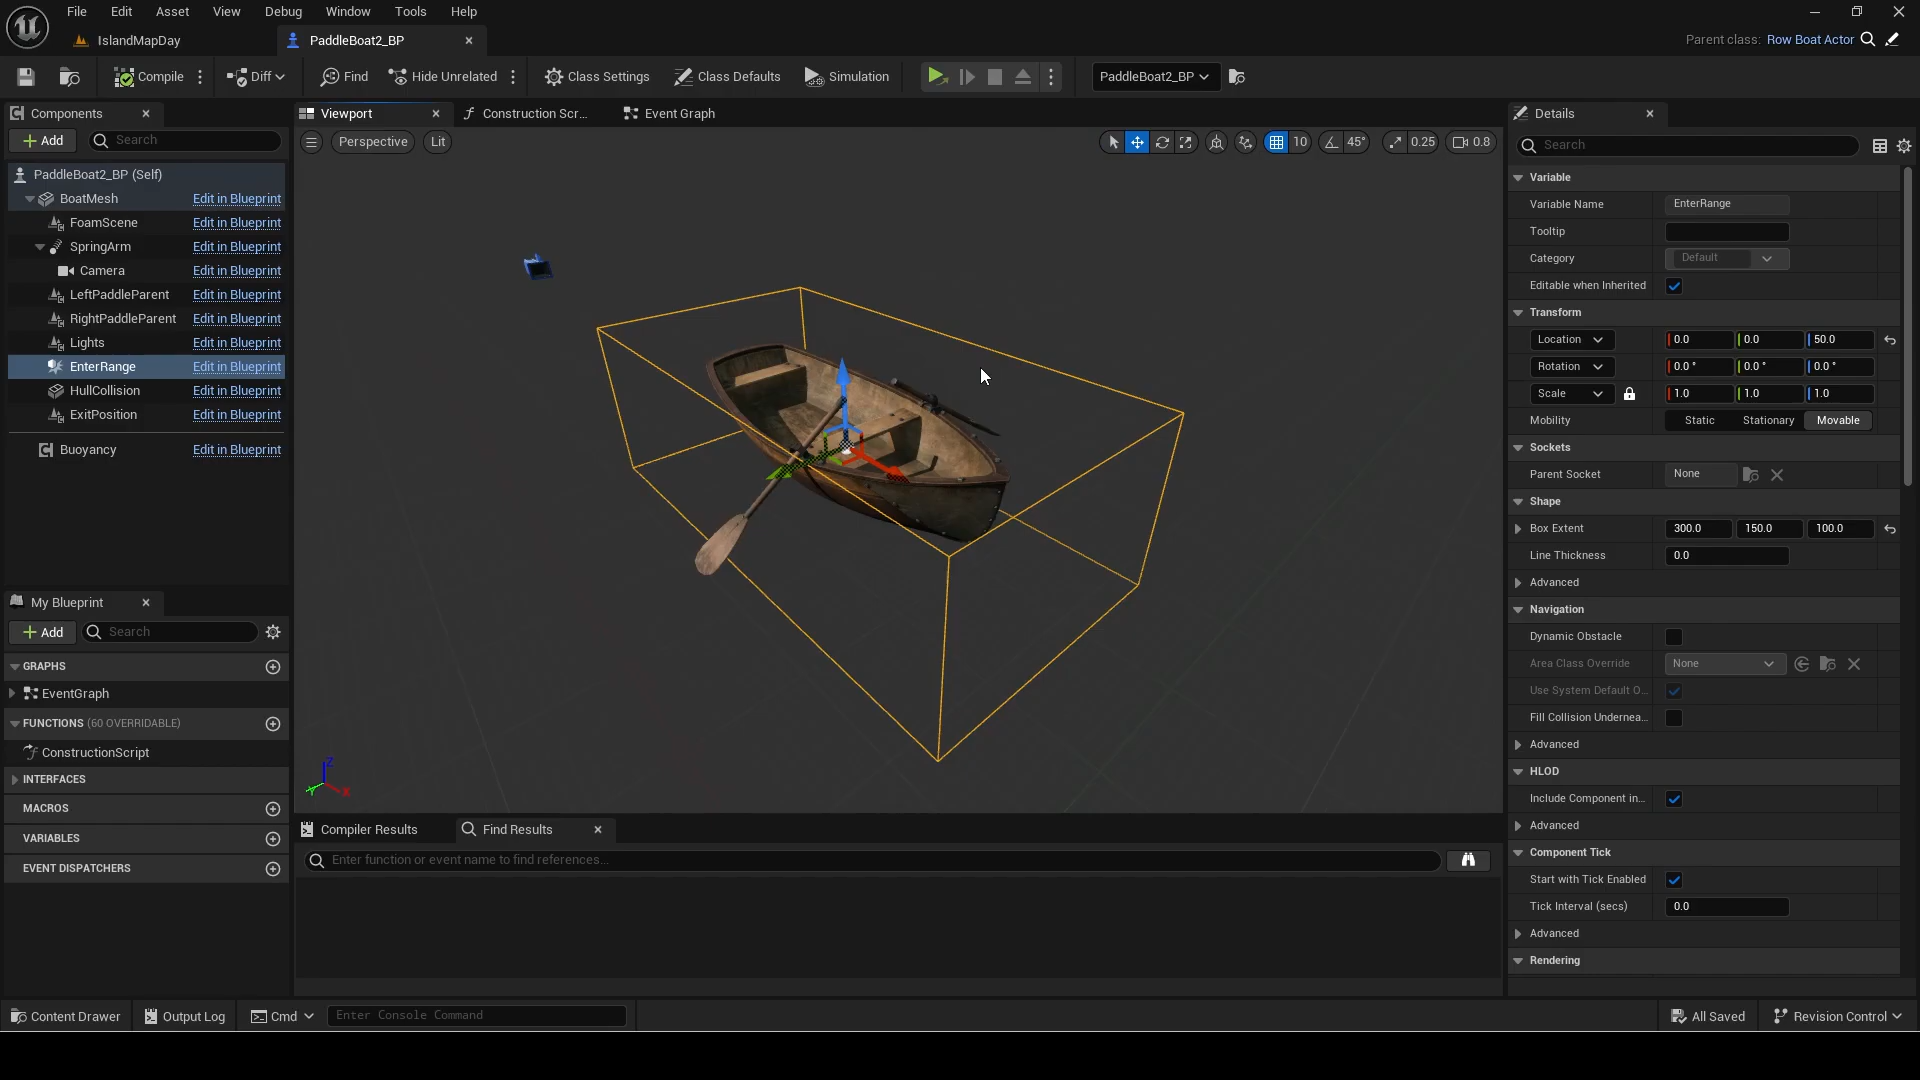 File Edit Asset View Debug Window Tools Help
IslandMapDay
PaddleBoat2_BP
Parent class: Row Boat Actor
Compile
Diff
Find
Hide Unrelated
Class Settings
Class Defaults
Simulation
PaddleBoat2_BP
Components
Add
Search
PaddleBoat2_BP (Self)
BoatMesh Edit in Blueprint
FoamScene Edit in Blueprint
SpringArm Edit in Blueprint
Camera Edit in Blueprint
LeftPaddleParent Edit in Blueprint
RightPaddleParent Edit in Blueprint
Lights Edit in Blueprint
EnterRange Edit in Blueprint
HullCollision Edit in Blueprint
ExitPosition Edit in Blueprint
Buoyancy Edit in Blueprint
My Blueprint
Add
Search
GRAPHS
EventGraph
FUNCTIONS (60 OVERRIDABLE)
ConstructionScript
INTERFACES
MACROS
VARIABLES
EVENT DISPATCHERS
Viewport
Construction Scr...
Event Graph
Perspective
Lit
10
45°
0.25
0.8
Z
X
Compiler Results
Find Results
Enter function or event name to find references...
Details
Search
Variable
Variable Name EnterRange
Tooltip
Category Default
Editable when Inherited
Transform
Location 0.0 0.0 50.0
Rotation 0.0 ° 0.0 ° 0.0 °
Scale 1.0 1.0 1.0
Mobility Static Stationary Movable
Sockets
Parent Socket None
Shape
Box Extent 300.0 150.0 100.0
Line Thickness 0.0
Advanced
Navigation
Dynamic Obstacle
Area Class Override None
Use System Default O...
Fill Collision Undernea...
Advanced
HLOD
Include Component in...
Advanced
Component Tick
Start with Tick Enabled
Tick Interval (secs) 0.0
Advanced
Rendering
Content Drawer
Output Log
Cmd
Enter Console Command
All Saved
Revision Control